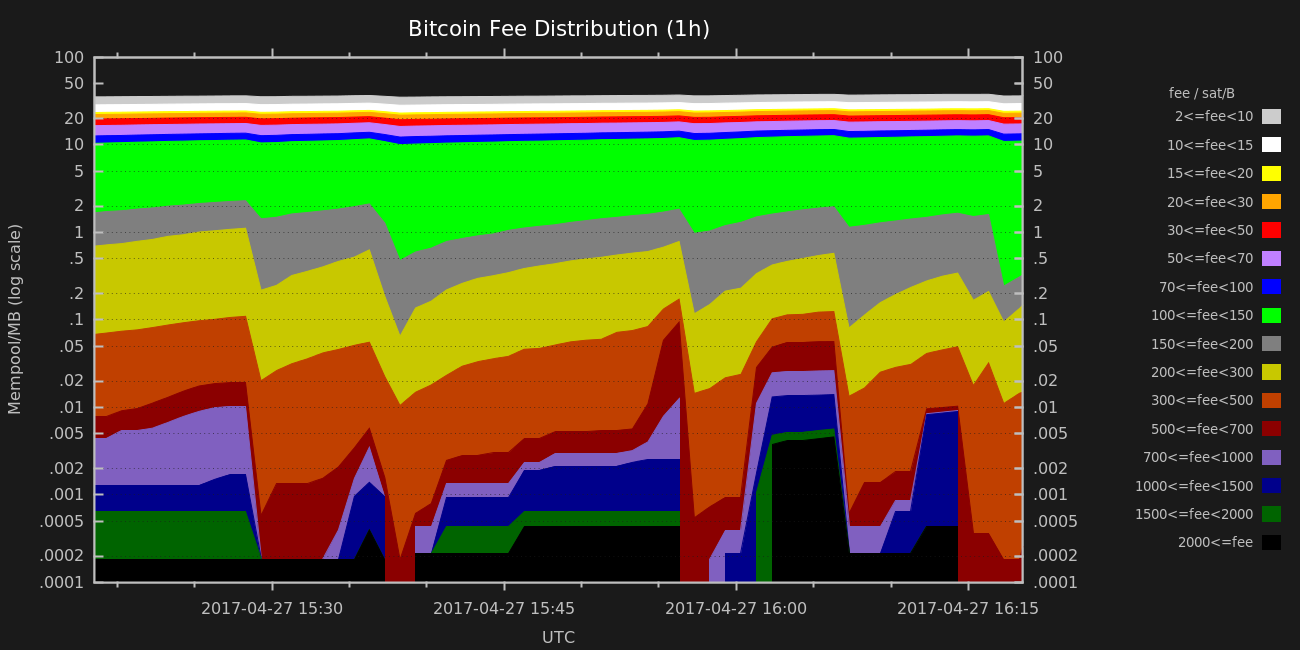 Bitcoin Fee Distribution (1h)
Mempool/MB (log scale)
100
50
20
10
5
2
1
.5
.2
.1
.05
.02
.01
.005
.002
.001
.0005
.0002
.0001
100
50
20
10
5
2
1
.5
.2
.1
.05
.02
.01
.005
.002
.001
.0005
.0002
.0001
2017-04-27 15:30
2017-04-27 15:45
2017-04-27 16:00
2017-04-27 16:15
UTC
fee / sat/B
2<=fee<10
10<=fee<15
15<=fee<20
20<=fee<30
30<=fee<50
50<=fee<70
70<=fee<100
100<=fee<150
150<=fee<200
200<=fee<300
300<=fee<500
500<=fee<700
700<=fee<1000
1000<=fee<1500
1500<=fee<2000
2000<=fee